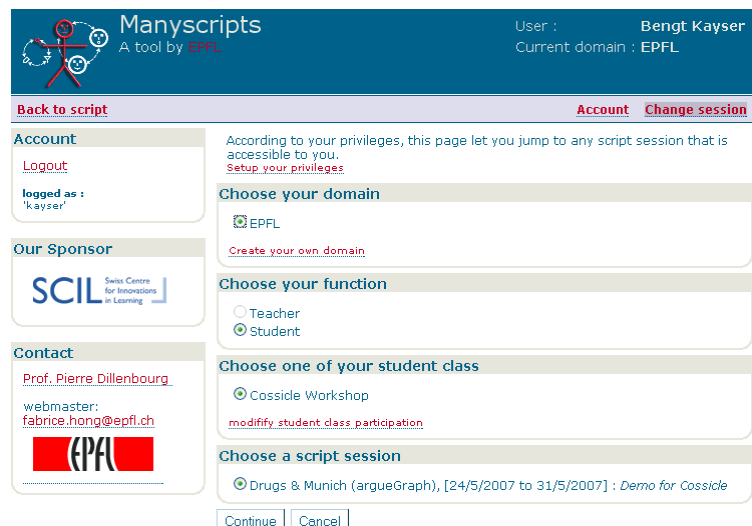 Manyscripts
A tool by EPFL
User : Bengt Kayser
Current domain : EPFL
Back to script
Account Change session
Account
Logout
logged as :
'kayser'
Our Sponsor
SCIL Swiss Centre
for Innovations
in Learning
Contact
Prof. Pierre Dillenbourg
webmaster:
fabrice.hong@epfl.ch
EPFL
According to your privileges, this page let you jump to any script session that is
accessible to you.
Setup your privileges
Choose your domain
EPFL
Create your own domain
Choose your function
Teacher
Student
Choose one of your student class
Cossicle Workshop
modifify student class participation
Choose a script session
Drugs & Munich (argueGraph), [24/5/2007 to 31/5/2007] : Demo for Cossicle
Continue Cancel